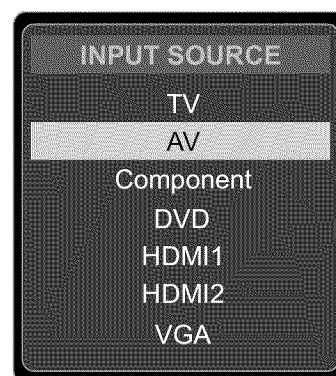 INPUT SOURCE
TV
AV
Component
DVD
HDMI1
HDMI2
VGA